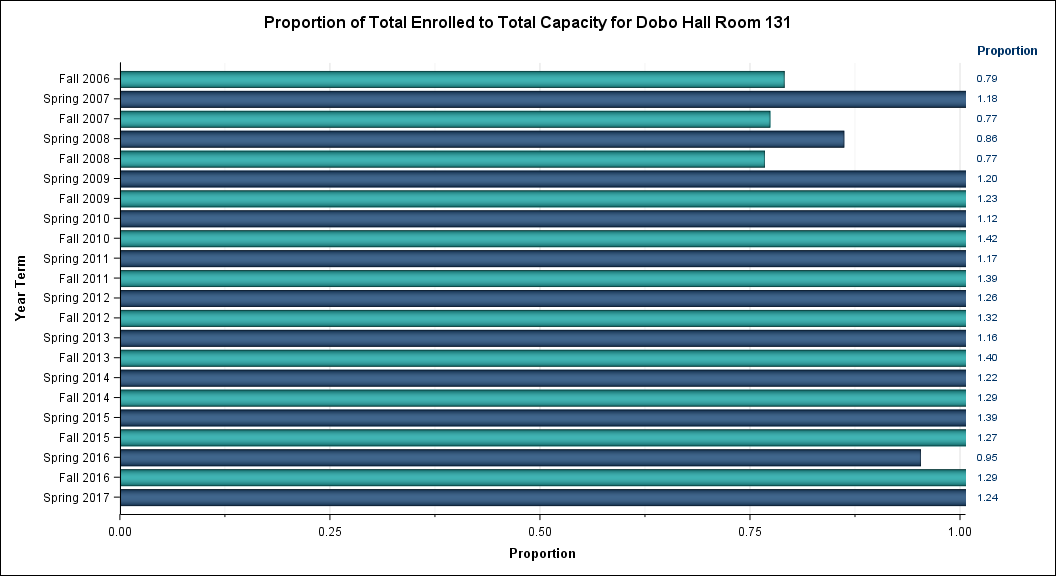 Proportion of Total Enrolled to Total Capacity for Dobo Hall Room 131
Proportion
Fall 2006 0.79
Spring 2007 1.18
Fall 2007 0.77
Spring 2008 0.86
Fall 2008 0.77
Spring 2009 1.20
Fall 2009 1.23
Spring 2010 1.12
Fall 2010 1.42
Spring 2011 1.17
Fall 2011 1.39
Spring 2012 1.26
Fall 2012 1.32
Spring 2013 1.16
Fall 2013 1.40
Spring 2014 1.22
Fall 2014 1.29
Spring 2015 1.39
Fall 2015 1.27
Spring 2016 0.95
Fall 2016 1.29
Spring 2017 1.24
Year Term
0.00 0.25 0.50 0.75 1.00
Proportion